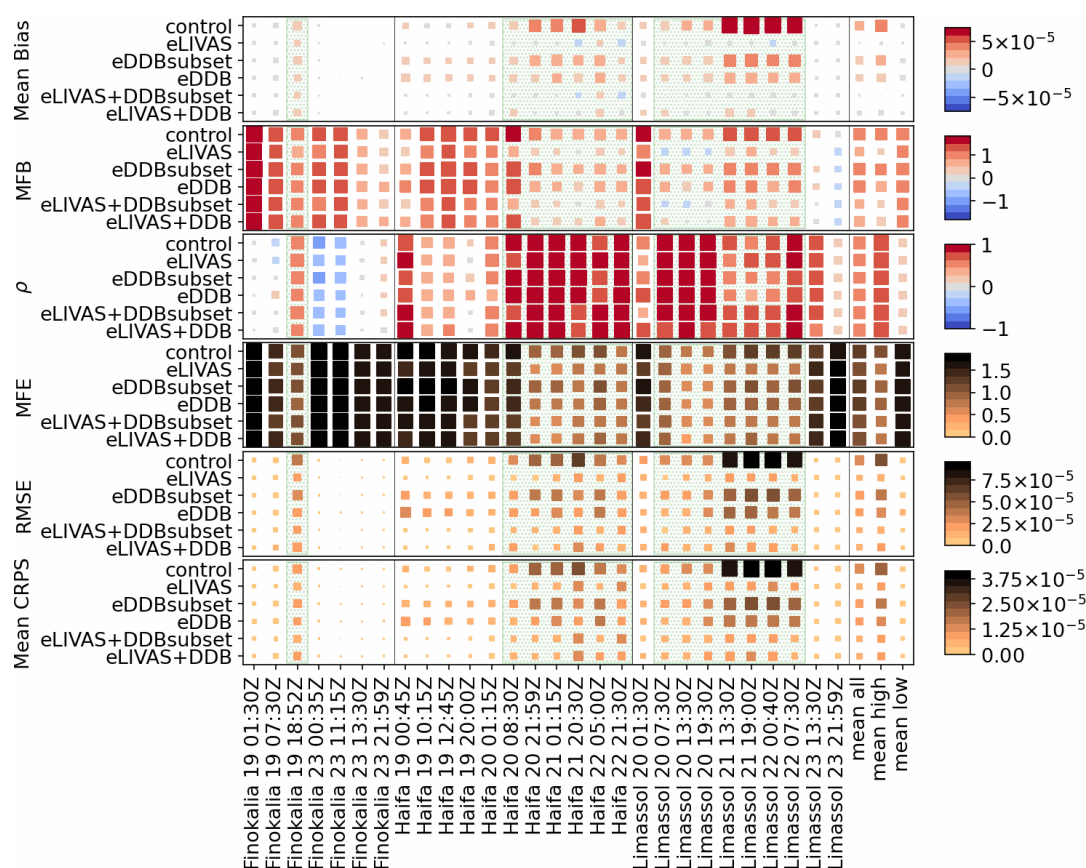 Mean Bias
control
eLIVAS
eDDBsubset
eDDB
eLIVAS+DDBsubset
eLIVAS+DDB
5×10⁻⁵
0
−5×10⁻⁵
MFB
control
eLIVAS
eDDBsubset
eDDB
eLIVAS+DDBsubset
eLIVAS+DDB
1
0
−1
ρ
control
eLIVAS
eDDBsubset
eDDB
eLIVAS+DDBsubset
eLIVAS+DDB
1
0
−1
MFE
control
eLIVAS
eDDBsubset
eDDB
eLIVAS+DDBsubset
eLIVAS+DDB
1.5
1.0
0.5
0.0
RMSE
control
eLIVAS
eDDBsubset
eDDB
eLIVAS+DDBsubset
eLIVAS+DDB
7.5×10⁻⁵
5.0×10⁻⁵
2.5×10⁻⁵
0.0
Mean CRPS
control
eLIVAS
eDDBsubset
eDDB
eLIVAS+DDBsubset
eLIVAS+DDB
3.75×10⁻⁵
2.50×10⁻⁵
1.25×10⁻⁵
0.00
Finokalia 19 01:30Z
Finokalia 19 07:30Z
Finokalia 19 18:52Z
Finokalia 23 00:35Z
Finokalia 23 11:15Z
Finokalia 23 13:30Z
Finokalia 23 21:59Z
Haifa 19 00:45Z
Haifa 19 10:15Z
Haifa 19 12:45Z
Haifa 19 20:00Z
Haifa 20 01:15Z
Haifa 20 08:30Z
Haifa 20 21:59Z
Haifa 21 01:15Z
Haifa 21 20:30Z
Haifa 22 05:00Z
Haifa 22 21:30Z
Limassol 20 01:30Z
Limassol 20 07:30Z
Limassol 20 13:30Z
Limassol 20 19:30Z
Limassol 21 13:30Z
Limassol 21 19:00Z
Limassol 22 00:40Z
Limassol 22 07:30Z
Limassol 23 13:30Z
Limassol 23 21:59Z
mean all
mean high
mean low